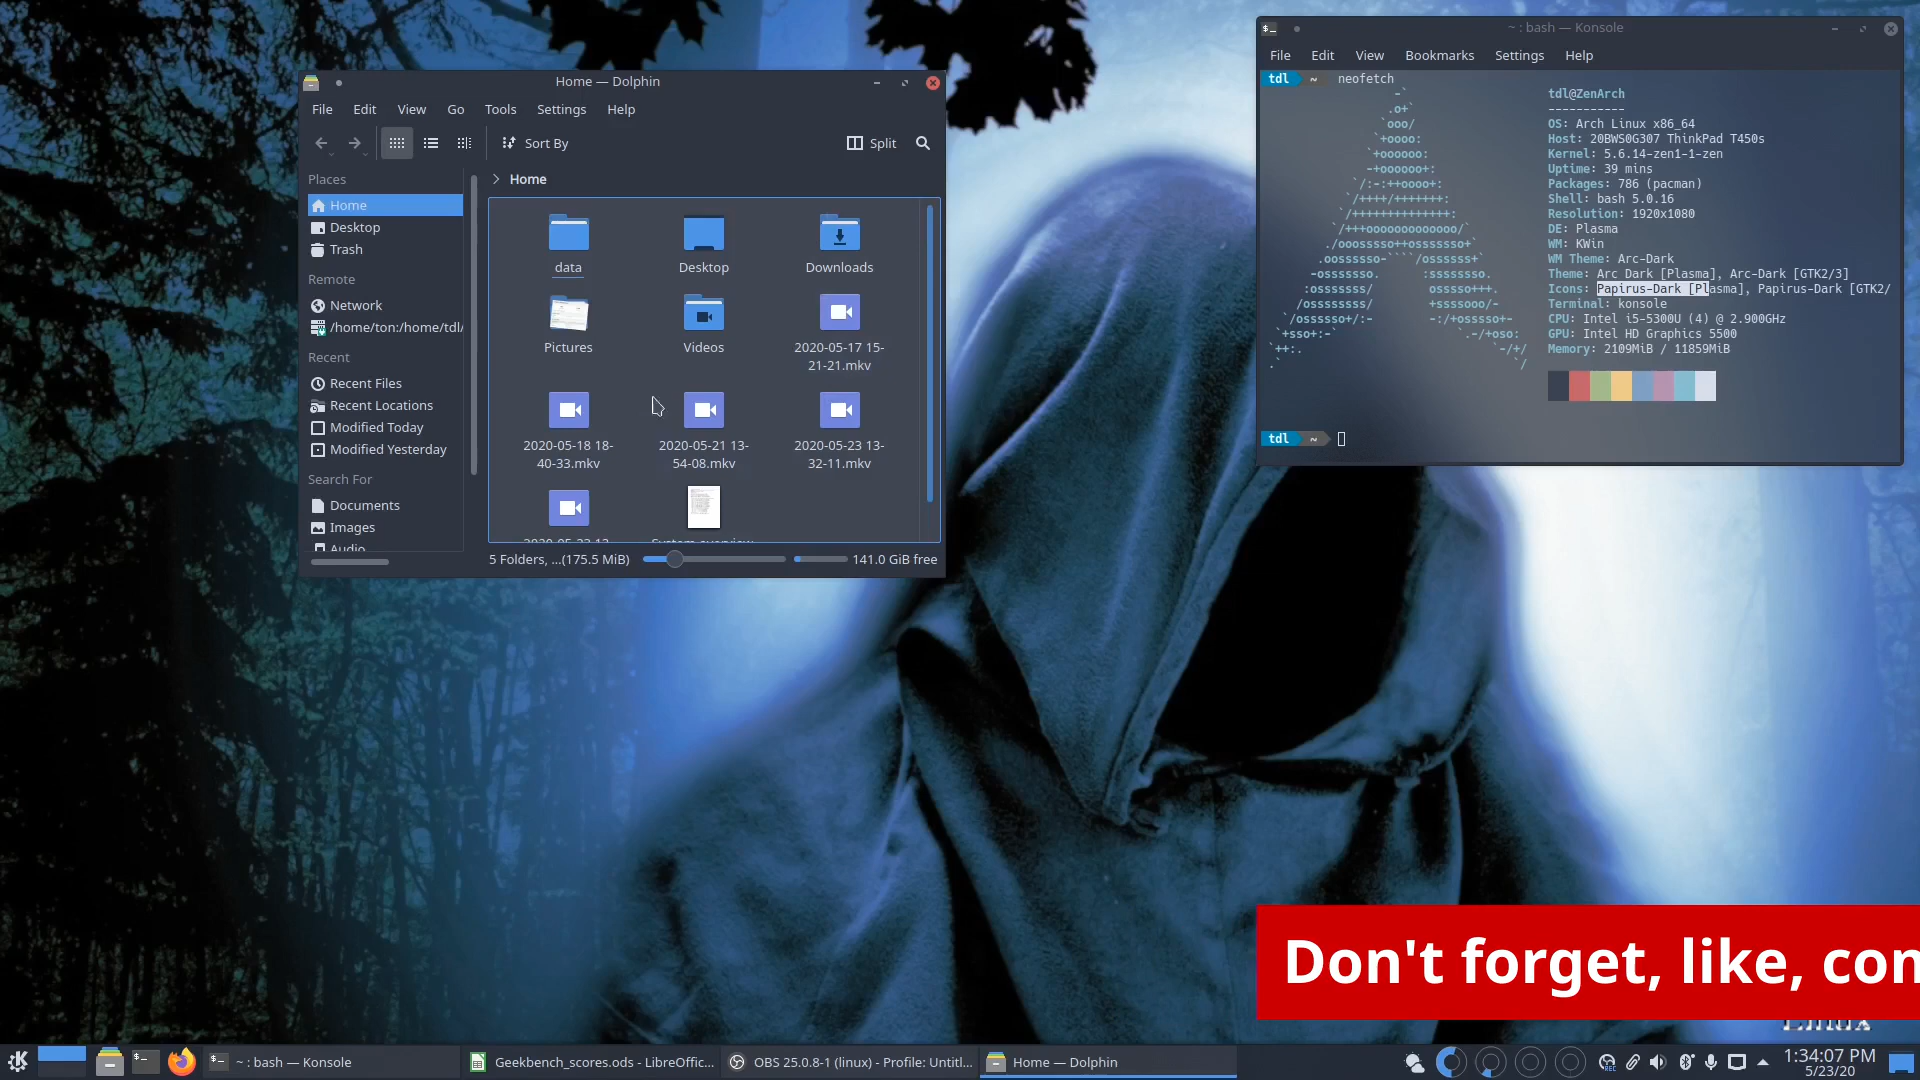 Home — Dolphin
File Edit View Go Tools Settings Help
Sort By
Split
Places
Home
Desktop
Trash
Remote
Network
/home/ton:/home/tdl/
Recent
Recent Files
Recent Locations
Modified Today
Modified Yesterday
Search For
Documents
Images
Audio
Home
data
Desktop
Downloads
Pictures
Videos
2020-05-17 15-
21-21.mkv
2020-05-18 18-
40-33.mkv
2020-05-21 13-
54-08.mkv
2020-05-23 13-
32-11.mkv
5 Folders, ...(175.5 MiB)
141.0 GiB free
~ : bash — Konsole
File Edit View Bookmarks Settings Help
tdl ~ neofetch
tdl@ZenArch
-----------
OS: Arch Linux x86_64
Host: 20BWS0G307 ThinkPad T450s
Kernel: 5.6.14-zen1-1-zen
Uptime: 39 mins
Packages: 786 (pacman)
Shell: bash 5.0.16
Resolution: 1920x1080
DE: Plasma
WM: KWin
WM Theme: Arc-Dark
Theme: Arc Dark [Plasma], Arc-Dark [GTK2/3]
Icons: Papirus-Dark [Plasma], Papirus-Dark [GTK2/
Terminal: konsole
CPU: Intel i5-5300U (4) @ 2.900GHz
GPU: Intel HD Graphics 5500
Memory: 2109MiB / 11859MiB
tdl ~
Don't forget, like, con
~ : bash — Konsole
Geekbench_scores.ods - LibreOffic...
OBS 25.0.8-1 (linux) - Profile: Untitl...
Home — Dolphin
1:34:07 PM
5/23/20